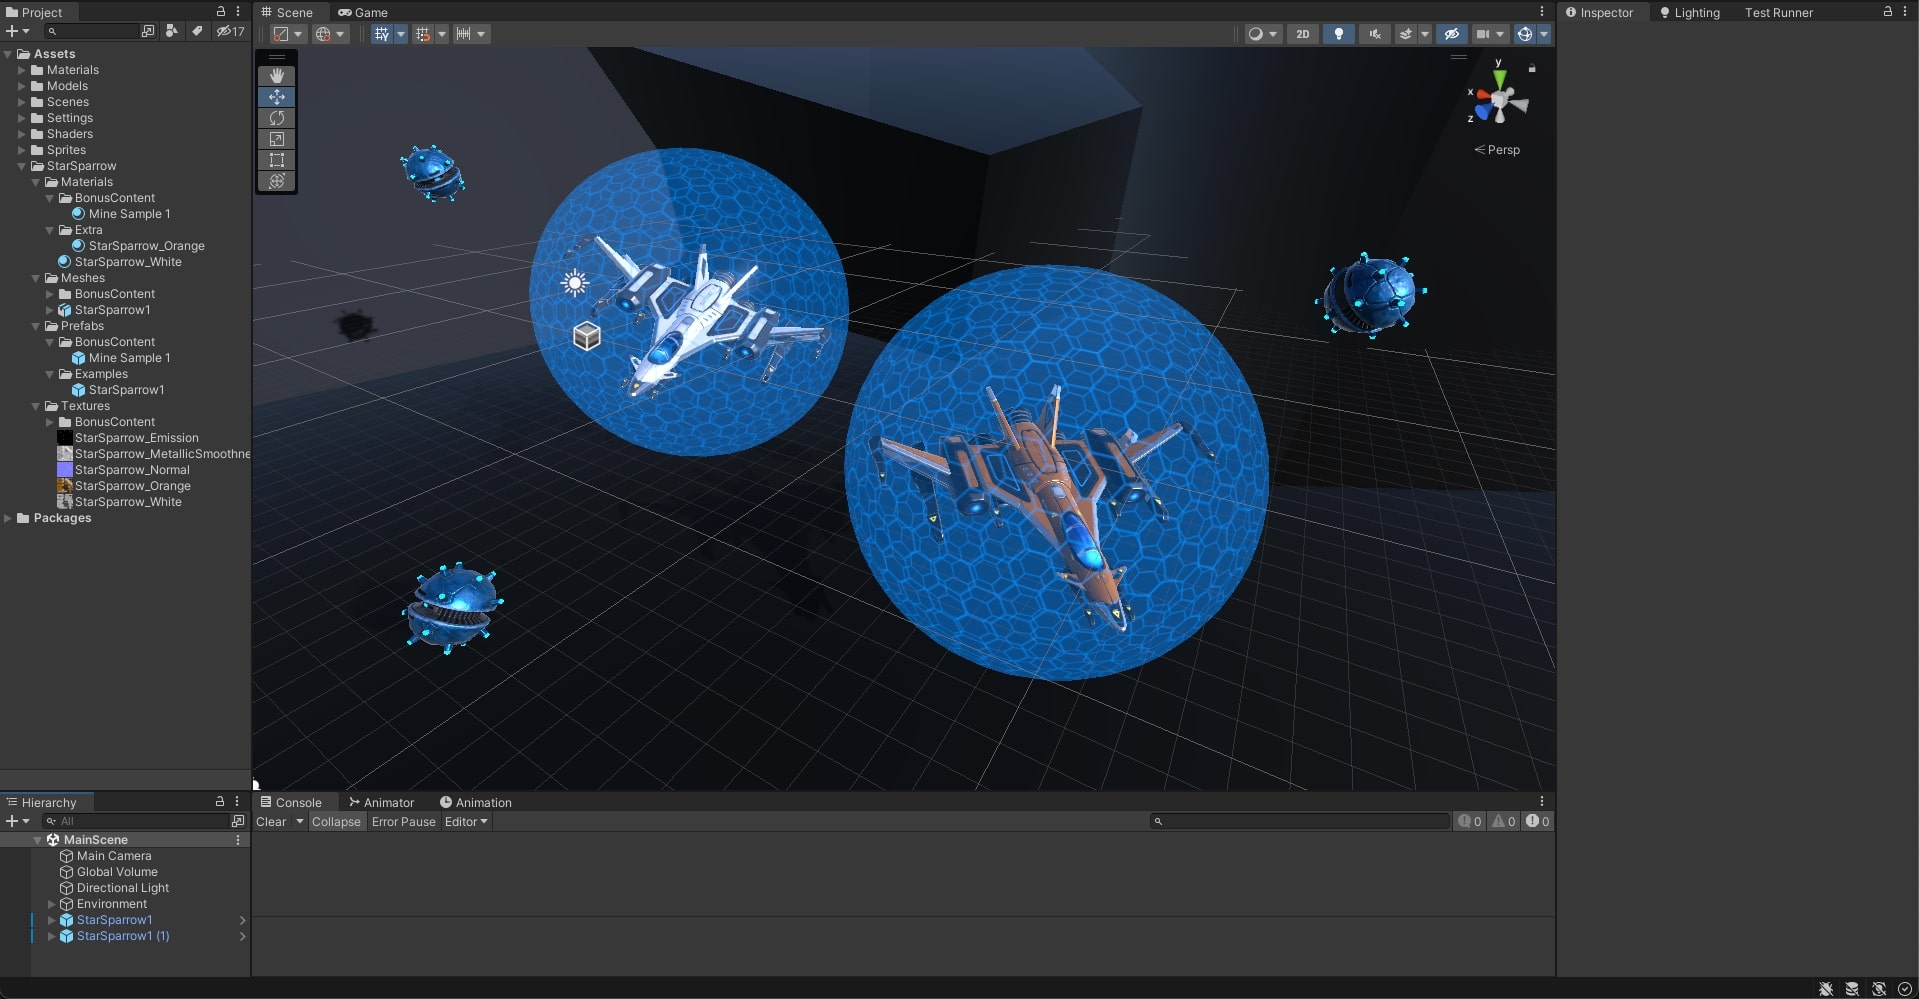 Project
17
Assets
Materials
Models
Scenes
Settings
Shaders
Sprites
StarSparrow
Materials
BonusContent
Mine Sample 1
Extra
StarSparrow_Orange
StarSparrow_White
Meshes
BonusContent
StarSparrow1
Prefabs
BonusContent
Mine Sample 1
Examples
StarSparrow1
Textures
BonusContent
StarSparrow_Emission
StarSparrow_MetallicSmoothne
StarSparrow_Normal
StarSparrow_Orange
StarSparrow_White
Packages
Scene Game
2D
y
x
z
Persp
Inspector Lighting Test Runner
Hierarchy
All
MainScene
Main Camera
Global Volume
Directional Light
Environment
StarSparrow1
StarSparrow1 (1)
Console Animator Animation
Clear Collapse Error Pause Editor 0 0 0